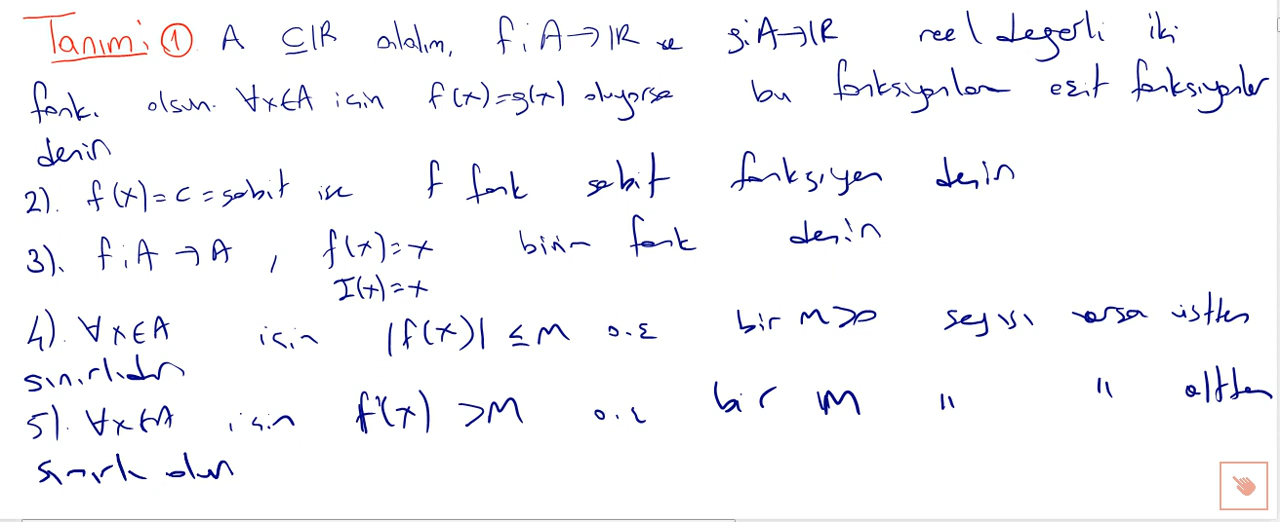 Tanım: ① A ⊆ IR alalım, f: A → IR ve g: A → IR reel değerli iki
fonk. olsun. ∀x∈A için f(x)=g(x) oluyorsa bu fonksiyonlara eşit fonksiyonlar
denir
2). f(x) = c = sabit ise f fonk sabit fonksiyon denir
3). f: A → A , f(x)=x birim fonk denir
I(x)=x
4). ∀x∈A için |f(x)| ≤ M o.ş bir M>0 sayısı varsa üstten
sınırlıdır
5). ∀x∈A için f(x) > M o.ş bir M " " alttan
sınırlı olur